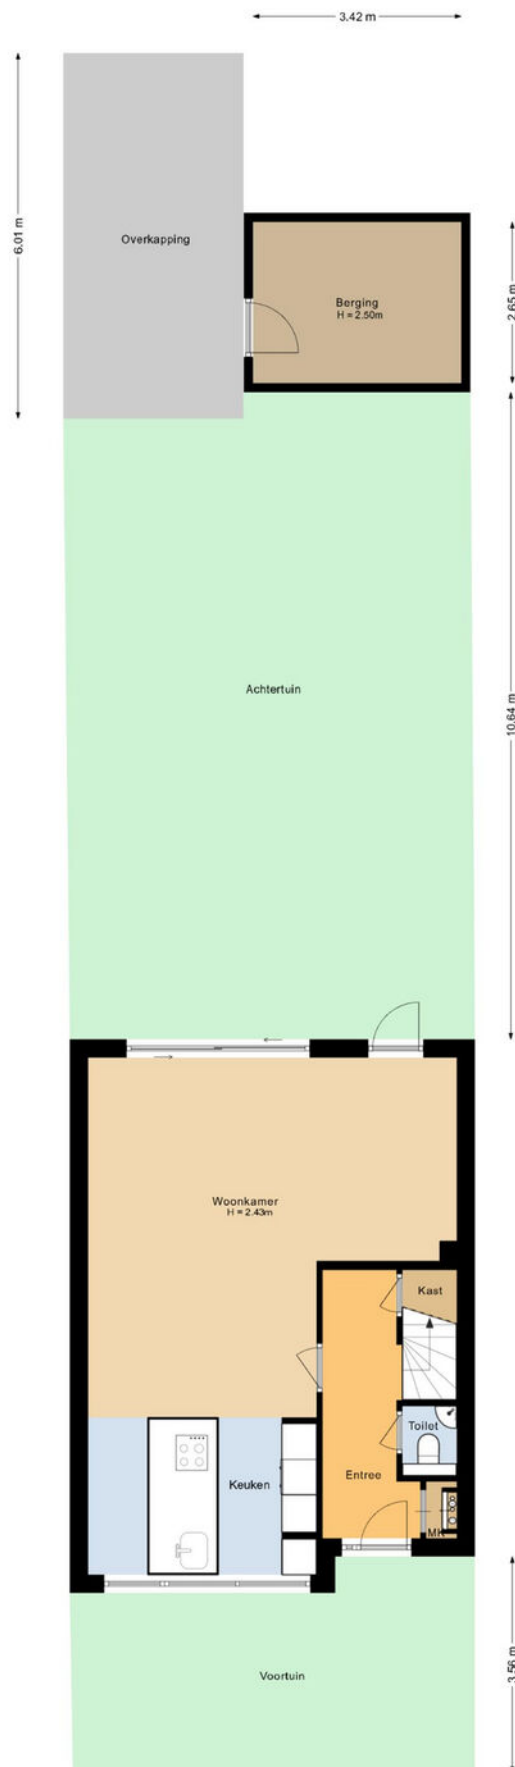 3.42 m
6.01 m
Overkapping
Berging
H = 2.50m
2.65 m
Achtertuin
10.64 m
Woonkamer
H = 2.43m
Kast
Toilet
Keuken
Entree
MK
Voortuin
3.56 m